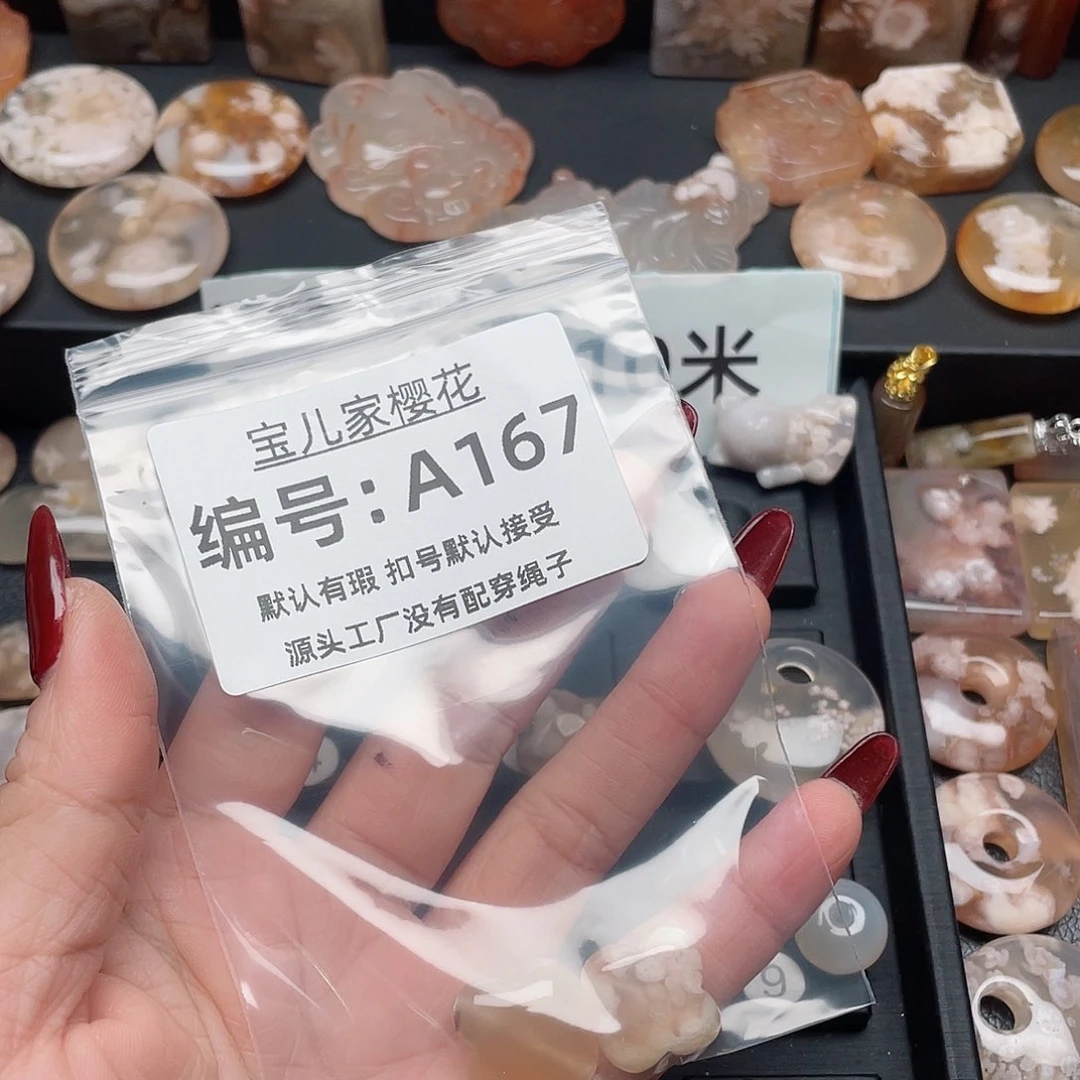 宝儿家樱花
编号:A167
默认有瑕 扣号默认接受
源头工厂没有配穿绳子
米
9